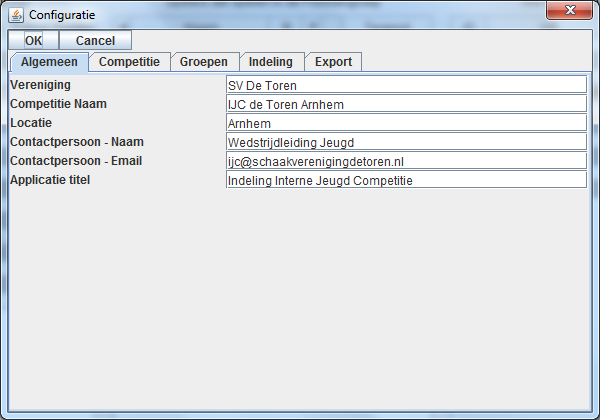 Configuratie
OK Cancel
Algemeen Competitie Groepen Indeling Export
Vereniging SV De Toren
Competitie Naam IJC de Toren Arnhem
Locatie Arnhem
Contactpersoon - Naam Wedstrijdleiding Jeugd
Contactpersoon - Email ijc@schaakverenigingdetoren.nl
Applicatie titel Indeling Interne Jeugd Competitie